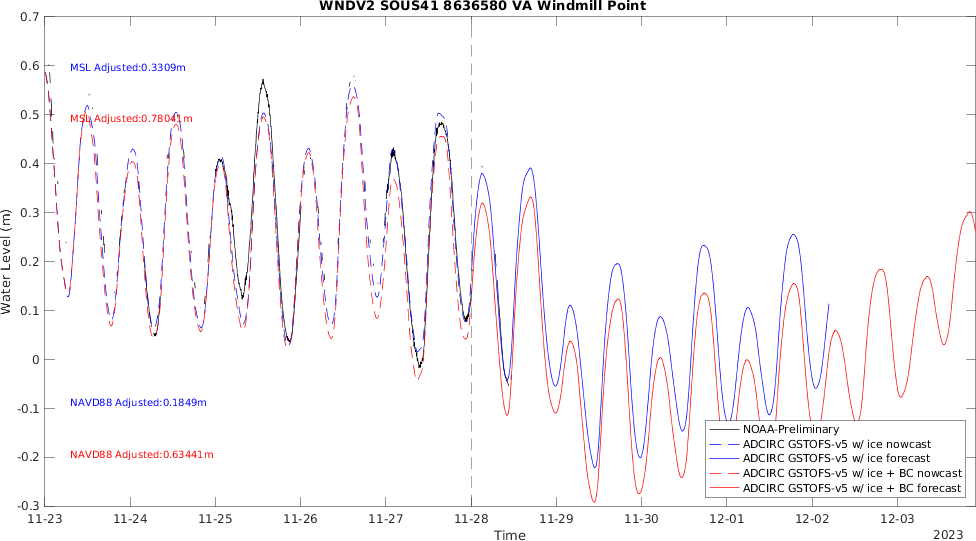 WNDV2 SOUS41 8636580 VA Windmill Point
0.7
0.6
0.5
0.4
0.3
0.2
0.1
0
-0.1
-0.2
-0.3
Water Level (m)
MSL Adjusted:0.3309m
MSL Adjusted:0.78041m
NAVD88 Adjusted:0.1849m
NAVD88 Adjusted:0.63441m
NOAA-Preliminary
ADCIRC GSTOFS-v5 w/ ice nowcast
ADCIRC GSTOFS-v5 w/ ice forecast
ADCIRC GSTOFS-v5 w/ ice + BC nowcast
ADCIRC GSTOFS-v5 w/ ice + BC forecast
11-23 11-24 11-25 11-26 11-27 11-28 11-29 11-30 12-01 12-02 12-03
Time
2023